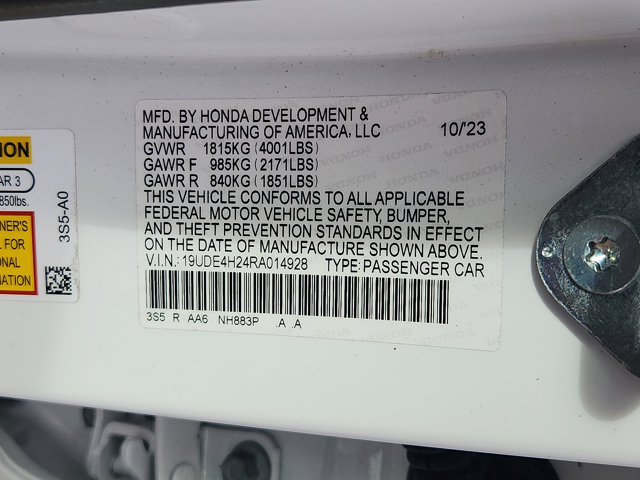 MFD. BY HONDA DEVELOPMENT &
MANUFACTURING OF AMERICA, LLC 10/'23
GVWR 1815KG(4001LBS)
GAWR F 985KG(2171LBS)
GAWR R 840KG(1851LBS)
THIS VEHICLE CONFORMS TO ALL APPLICABLE
FEDERAL MOTOR VEHICLE SAFETY, BUMPER,
AND THEFT PREVENTION STANDARDS IN EFFECT
ON THE DATE OF MANUFACTURE SHOWN ABOVE.
V.I.N.:19UDE4H24RA014928 TYPE:PASSENGER CAR
3S5 R AA6 NH883P .A .A
3S5-A0
850lbs.
FOR